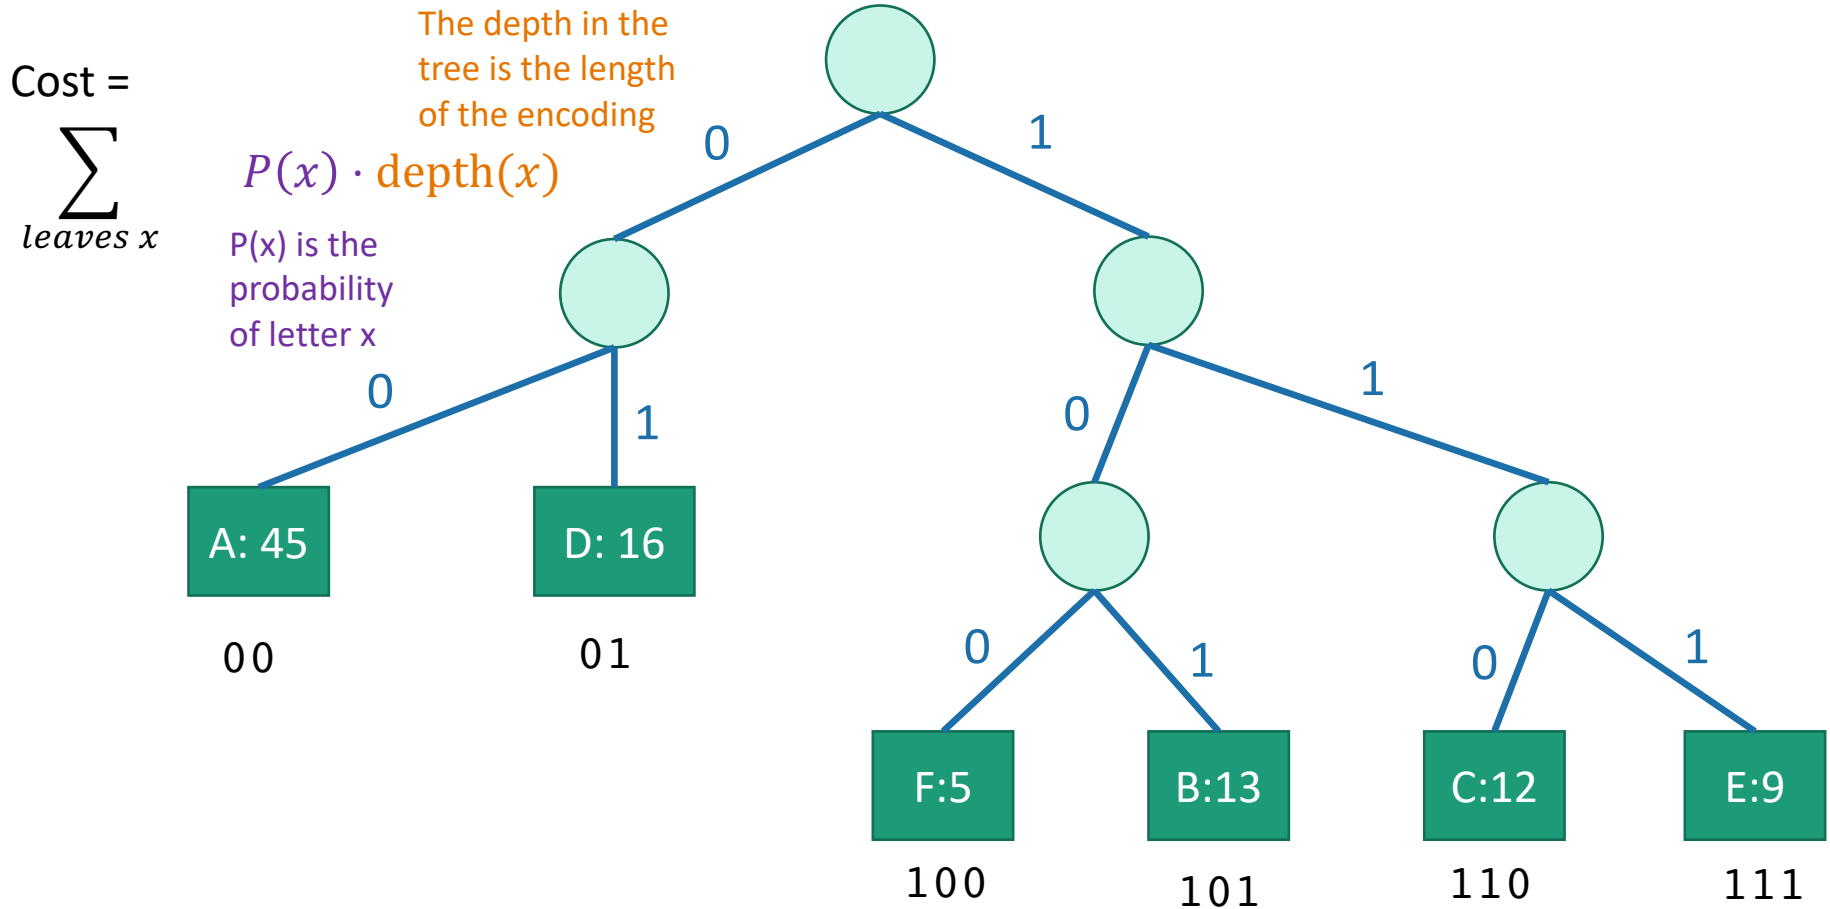 Cost =
∑
leaves x
P(x) · depth(x)
The depth in the
tree is the length
of the encoding
P(x) is the
probability
of letter x
0
1
0
1
0
1
A: 45
D: 16
00
01
0
1
0
1
F:5
B:13
C:12
E:9
100
101
110
111